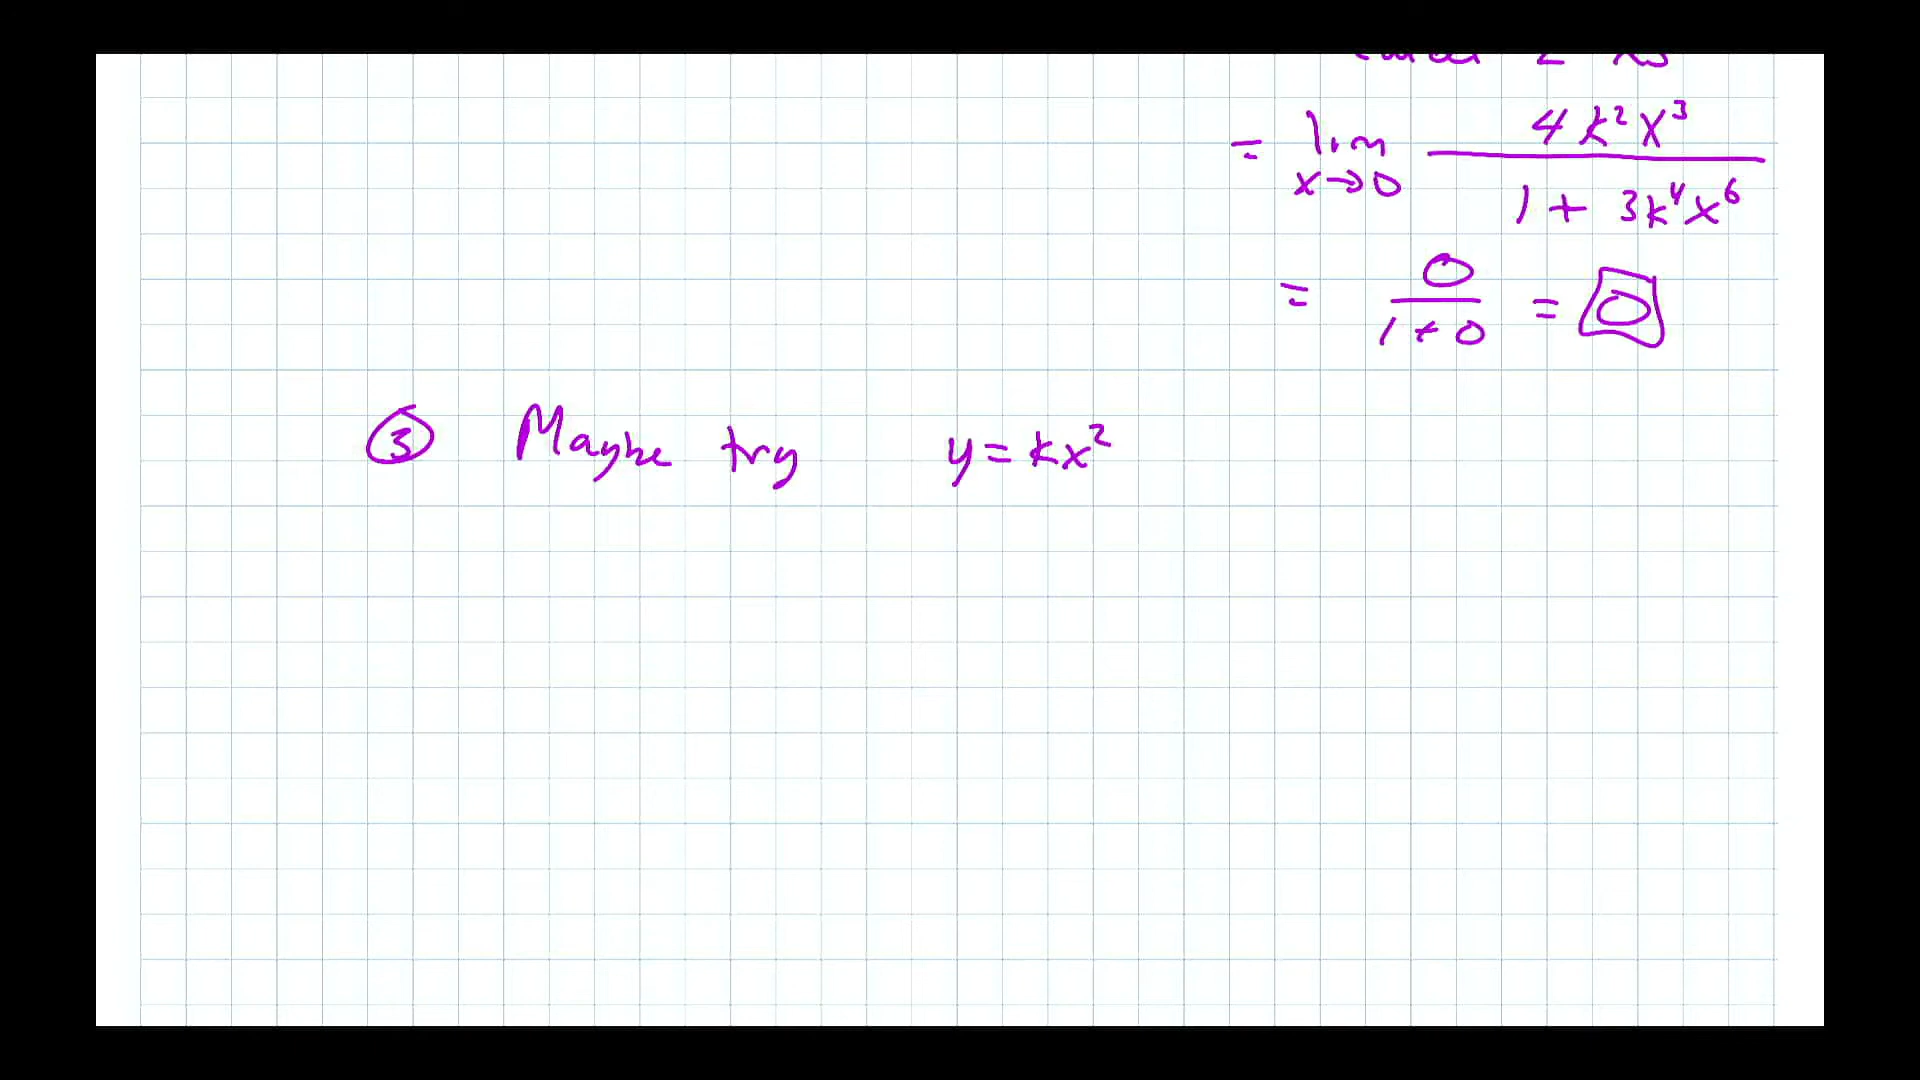 = lim x→0 4k²x³ / 1 + 3k⁴x⁶
= 0 / 1+0 = 0
③ Maybe try y = kx²